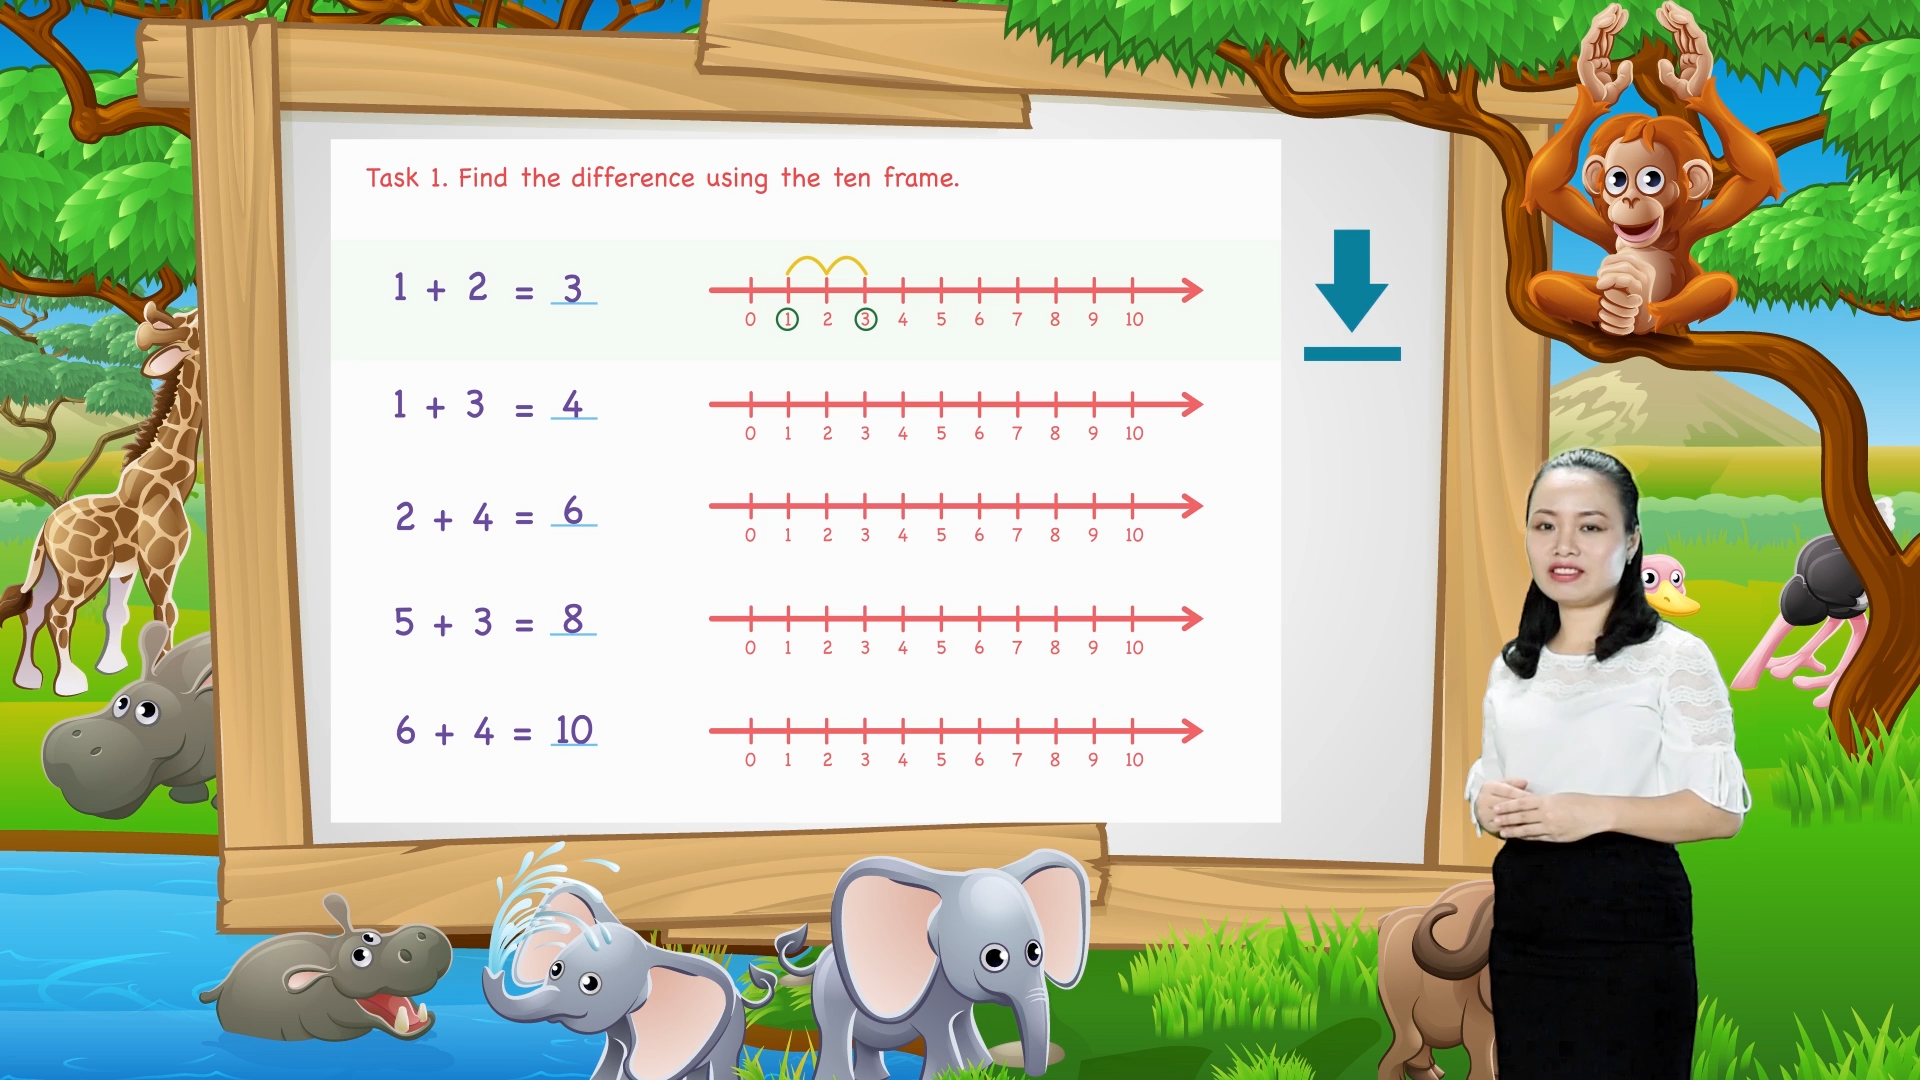 Task 1. Find the difference using the ten frame.
1 + 2 = 3
0 1 2 3 4 5 6 7 8 9 10
1 + 3 = 4
0 1 2 3 4 5 6 7 8 9 10
2 + 4 = 6
0 1 2 3 4 5 6 7 8 9 10
5 + 3 = 8
0 1 2 3 4 5 6 7 8 9 10
6 + 4 = 10
0 1 2 3 4 5 6 7 8 9 10